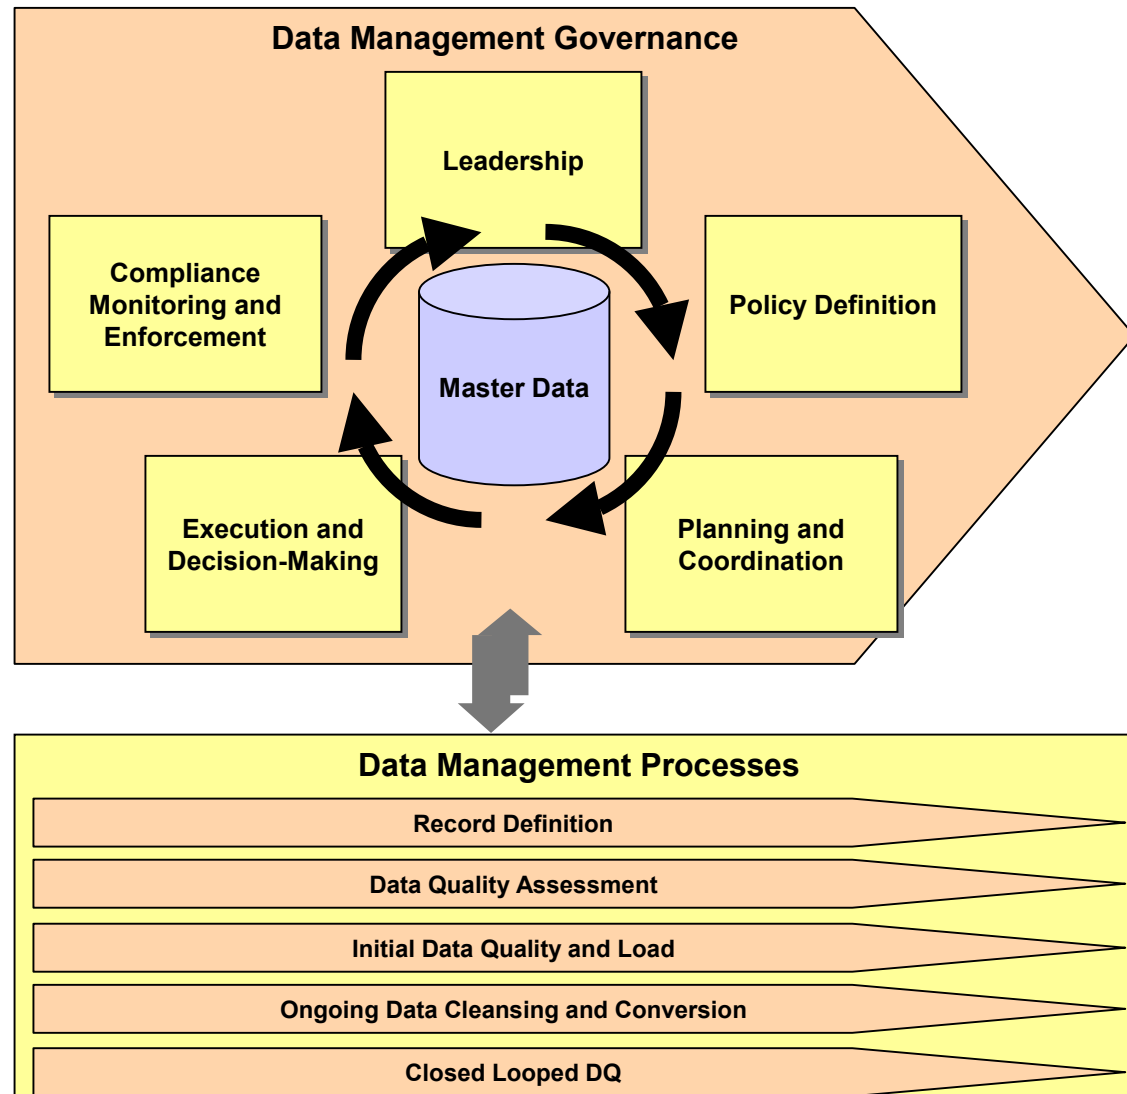 Data Management Governance
Leadership
Compliance
Monitoring and
Enforcement
Policy Definition
Master Data
Execution and
Decision-Making
Planning and
Coordination
Data Management Processes
Record Definition
Data Quality Assessment
Initial Data Quality and Load
Ongoing Data Cleansing and Conversion
Closed Looped DQ